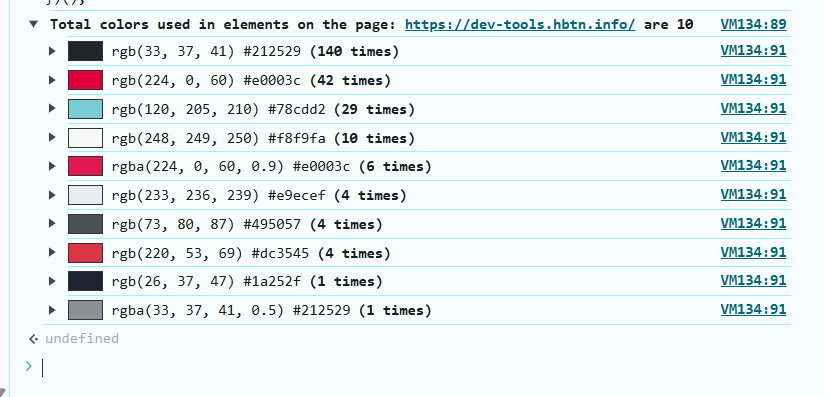 })();
Total colors used in elements on the page: https://dev-tools.hbtn.info/ are 10 VM134:89
rgb(33, 37, 41) #212529 (140 times) VM134:91
rgb(224, 0, 60) #e0003c (42 times) VM134:91
rgb(120, 205, 210) #78cdd2 (29 times) VM134:91
rgb(248, 249, 250) #f8f9fa (10 times) VM134:91
rgba(224, 0, 60, 0.9) #e0003c (6 times) VM134:91
rgb(233, 236, 239) #e9ecef (4 times) VM134:91
rgb(73, 80, 87) #495057 (4 times) VM134:91
rgb(220, 53, 69) #dc3545 (4 times) VM134:91
rgb(26, 37, 47) #1a252f (1 times) VM134:91
rgba(33, 37, 41, 0.5) #212529 (1 times) VM134:91
undefined